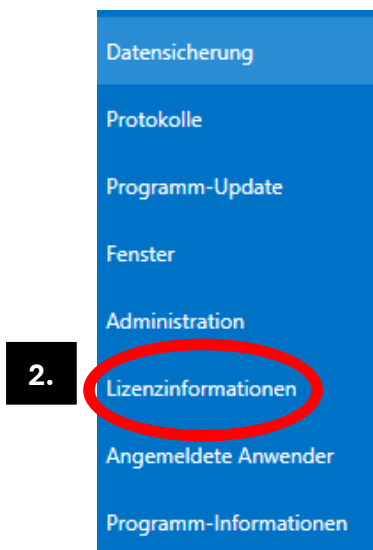 Datensicherung
Protokolle
Programm-Update
Fenster
Administration
2.
Lizenzinformationen
Angemeldete Anwender
Programm-Informationen